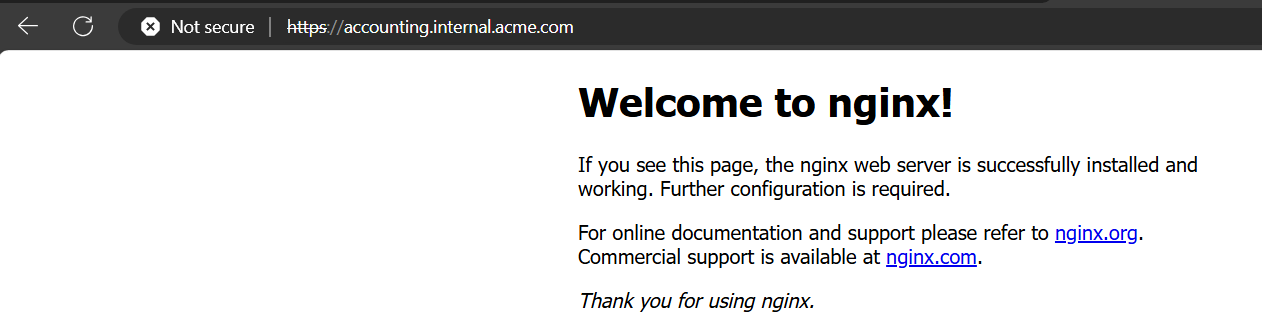 Not secure | https://accounting.internal.acme.com
Welcome to nginx!
If you see this page, the nginx web server is successfully installed and
working. Further configuration is required.
For online documentation and support please refer to nginx.org.
Commercial support is available at nginx.com.
Thank you for using nginx.